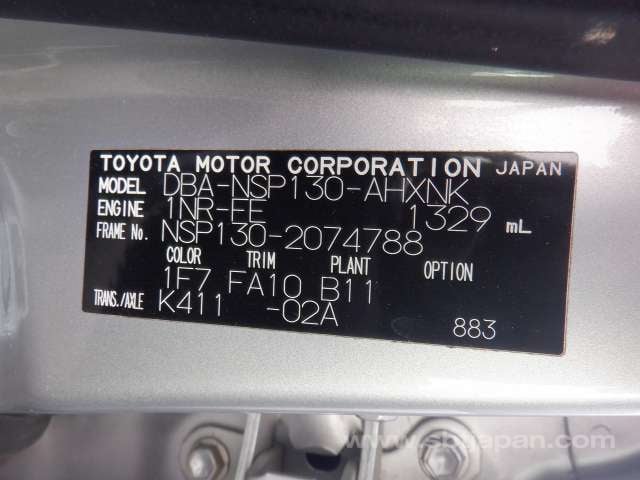 TOYOTA MOTOR CORPORATION JAPAN
MODEL DBA-NSP130-AHXNK
ENGINE 1NR-FE 1329 mL
FRAME No. NSP130-2074788
COLOR TRIM PLANT OPTION
1F7 FA10 B11
TRANS./AXLE K411 -02A
883
www.sbtjapan.com